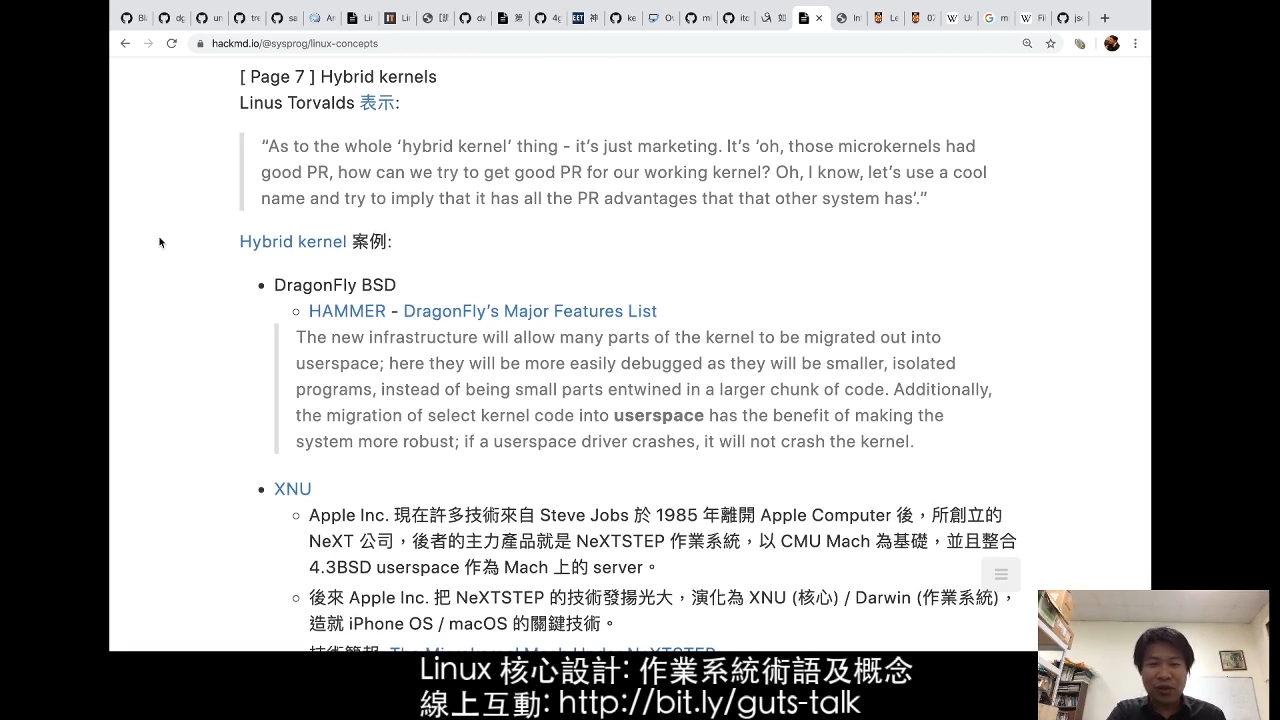 hackmd.io/@sysprog/linux-concepts
[ Page 7 ] Hybrid kernels
Linus Torvalds 表示:
“As to the whole ‘hybrid kernel’ thing - it’s just marketing. It’s ‘oh, those microkernels had
good PR, how can we try to get good PR for our working kernel? Oh, I know, let’s use a cool
name and try to imply that it has all the PR advantages that that other system has’.”
Hybrid kernel 案例:
DragonFly BSD
HAMMER - DragonFly’s Major Features List
The new infrastructure will allow many parts of the kernel to be migrated out into
userspace; here they will be more easily debugged as they will be smaller, isolated
programs, instead of being small parts entwined in a larger chunk of code. Additionally,
the migration of select kernel code into userspace has the benefit of making the
system more robust; if a userspace driver crashes, it will not crash the kernel.
XNU
Apple Inc. 現在許多技術來自 Steve Jobs 於 1985 年離開 Apple Computer 後，所創立的
NeXT 公司，後者的主力產品就是 NeXTSTEP 作業系統，以 CMU Mach 為基礎，並且整合
4.3BSD userspace 作為 Mach 上的 server。
後來 Apple Inc. 把 NeXTSTEP 的技術發揚光大，演化為 XNU (核心) / Darwin (作業系統)，
造就 iPhone OS / macOS 的關鍵技術。
Linux 核心設計: 作業系統術語及概念
線上互動: http://bit.ly/guts-talk